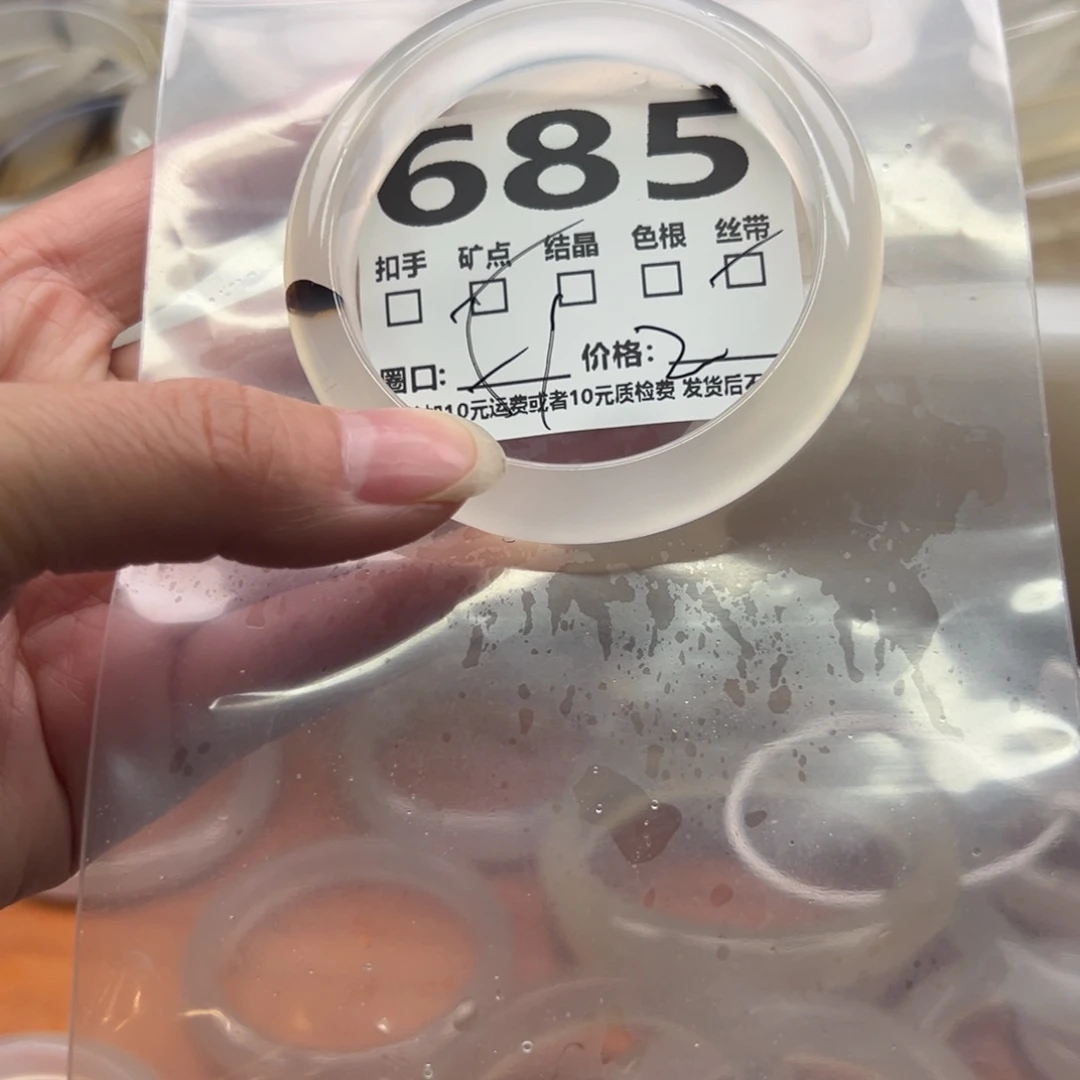 685
扣手 矿点 结晶 色根 丝带
圈口: 价格:
10元运费或者10元质检费 发货后不